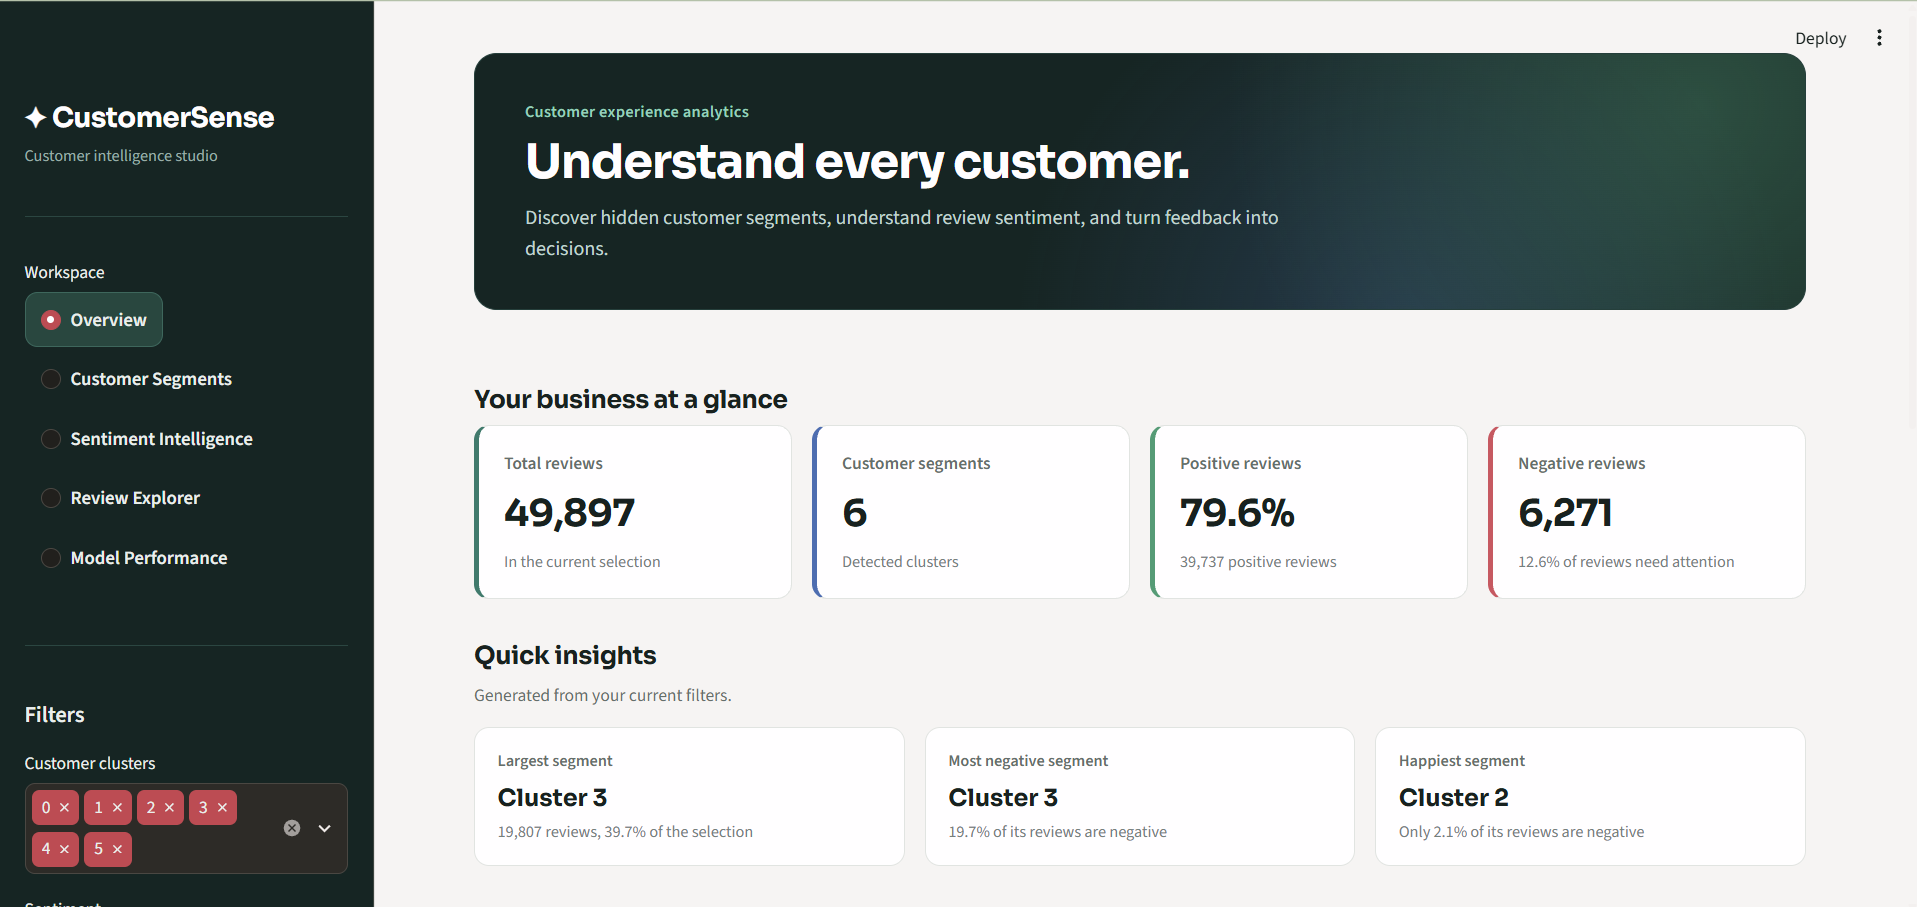 Deploy
CustomerSense
Customer intelligence studio
Workspace
Overview
Customer Segments
Sentiment Intelligence
Review Explorer
Model Performance
Filters
Customer clusters
0 × 1 × 2 × 3 ×
4 × 5 ×
Customer experience analytics
Understand every customer.
Discover hidden customer segments, understand review sentiment, and turn feedback into
decisions.
Your business at a glance
Total reviews
49,897
In the current selection
Customer segments
6
Detected clusters
Positive reviews
79.6%
39,737 positive reviews
Negative reviews
6,271
12.6% of reviews need attention
Quick insights
Generated from your current filters.
Largest segment
Cluster 3
19,807 reviews, 39.7% of the selection
Most negative segment
Cluster 3
19.7% of its reviews are negative
Happiest segment
Cluster 2
Only 2.1% of its reviews are negative